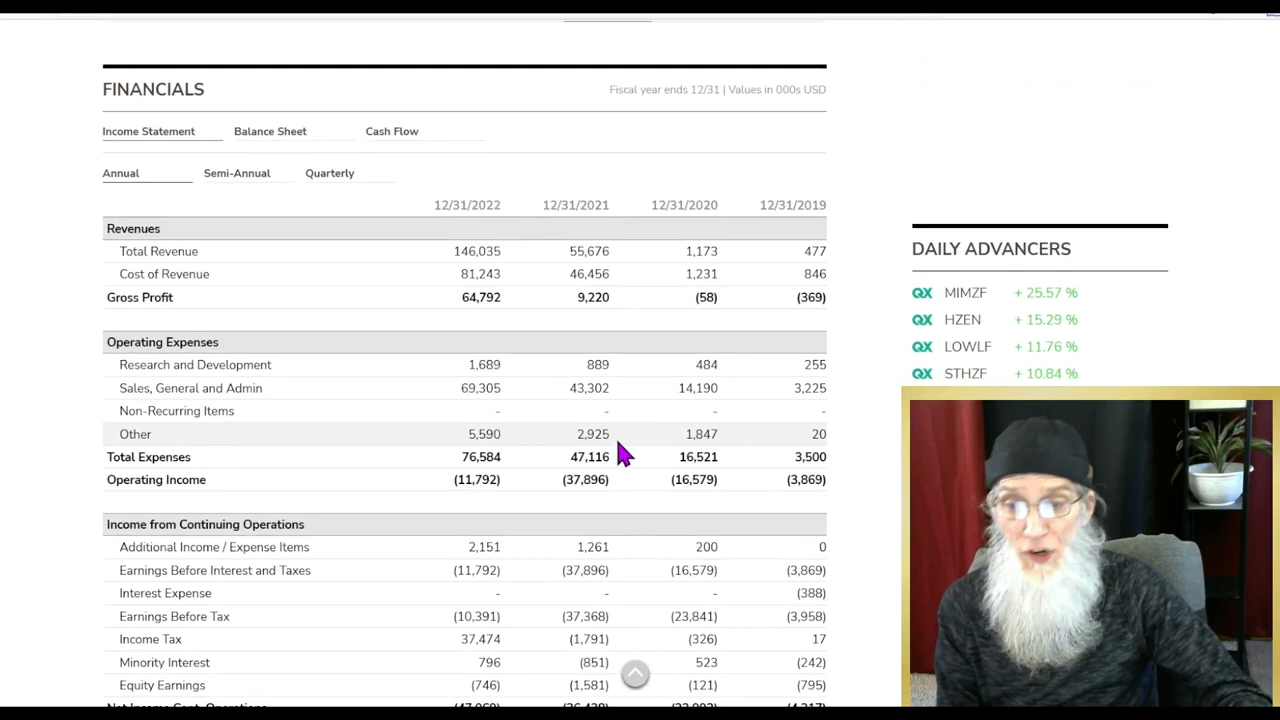 FINANCIALS
Fiscal year ends 12/31 | Values in 000s USD
Income Statement Balance Sheet Cash Flow
Annual Semi-Annual Quarterly
12/31/2022 12/31/2021 12/31/2020 12/31/2019
Revenues
Total Revenue 146,035 55,676 1,173 477
Cost of Revenue 81,243 46,456 1,231 846
Gross Profit 64,792 9,220 (58) (369)
Operating Expenses
Research and Development 1,689 889 484 255
Sales, General and Admin 69,305 43,302 14,190 3,225
Non-Recurring Items - - - -
Other 5,590 2,925 1,847 20
Total Expenses 76,584 47,116 16,521 3,500
Operating Income (11,792) (37,896) (16,579) (3,869)
Income from Continuing Operations
Additional Income / Expense Items 2,151 1,261 200 0
Earnings Before Interest and Taxes (11,792) (37,896) (16,579) (3,869)
Interest Expense - - - (388)
Earnings Before Tax (10,391) (37,368) (23,841) (3,958)
Income Tax 37,474 (1,791) (326) 17
Minority Interest 796 (851) 523 (242)
Equity Earnings (746) (1,581) (121) (795)
DAILY ADVANCERS
QX MIMZF + 25.57 %
QX HZEN + 15.29 %
QX LOWLF + 11.76 %
QX STHZF + 10.84 %